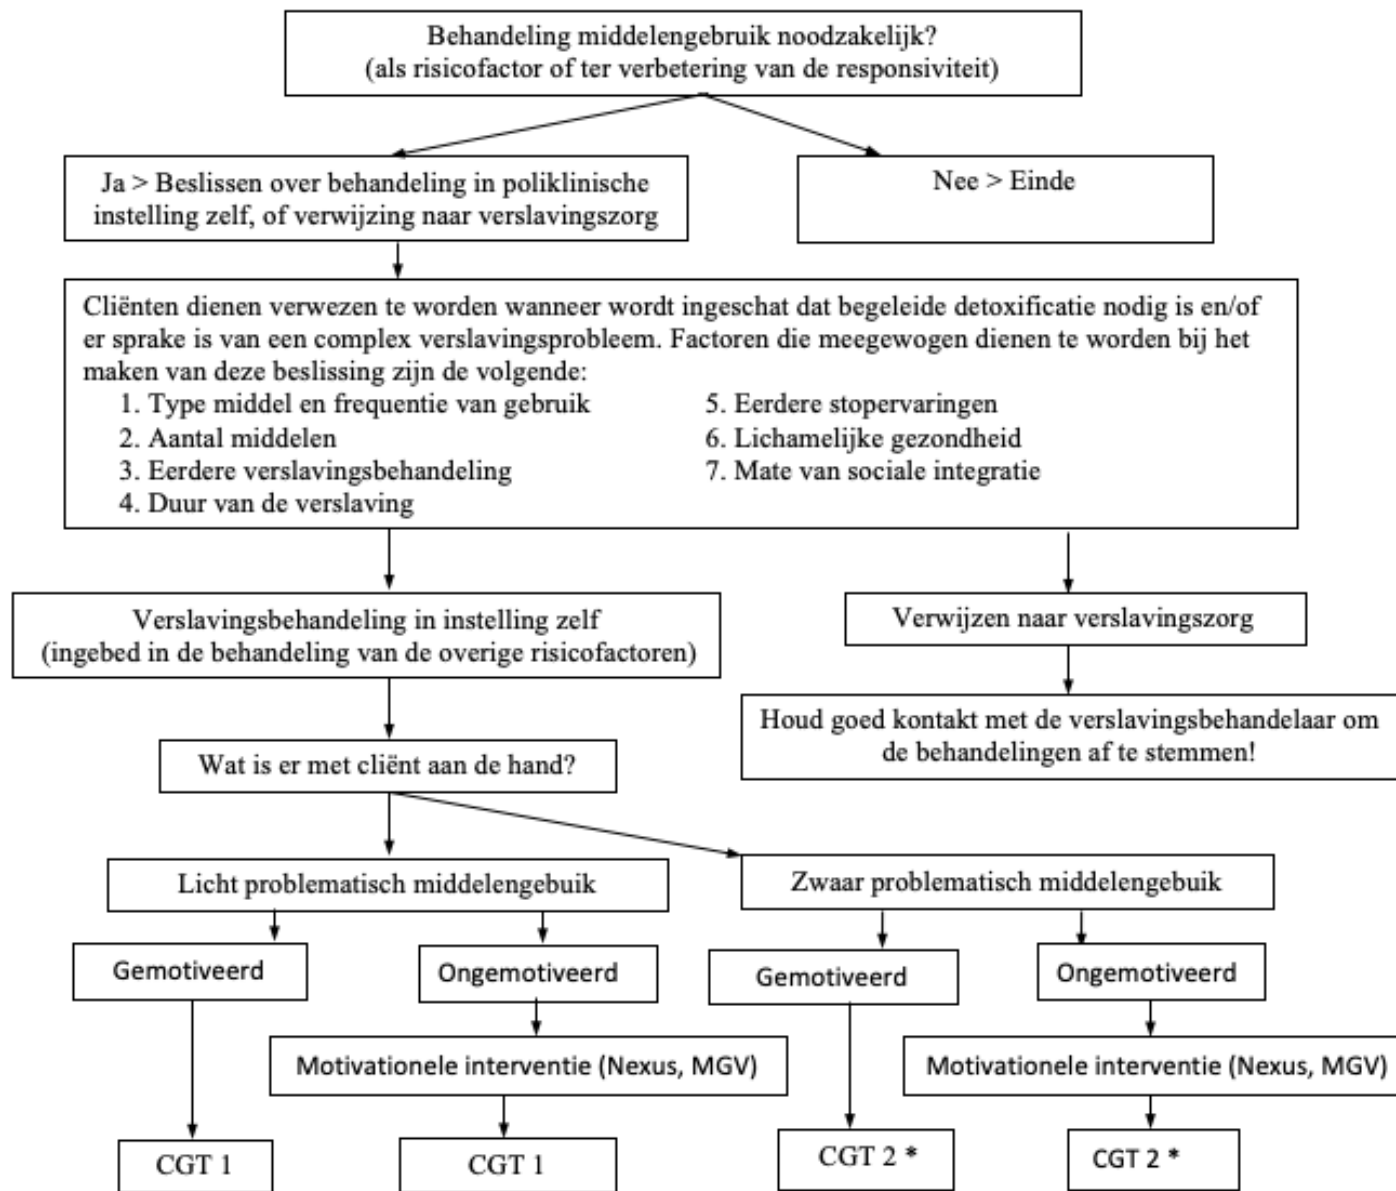 Behandeling middelengebruik noodzakelijk?
(als risicofactor of ter verbetering van de responsiviteit)
Ja > Beslissen over behandeling in poliklinische
instelling zelf, of verwijzing naar verslavingszorg
Nee > Einde
Cliënten dienen verwezen te worden wanneer wordt ingeschat dat begeleide detoxificatie nodig is en/of
er sprake is van een complex verslavingsprobleem. Factoren die meegewogen dienen te worden bij het
maken van deze beslissing zijn de volgende:
1. Type middel en frequentie van gebruik
2. Aantal middelen
3. Eerdere verslavingsbehandeling
4. Duur van de verslaving
5. Eerdere stopervaringen
6. Lichamelijke gezondheid
7. Mate van sociale integratie
Verslavingsbehandeling in instelling zelf
(ingebed in de behandeling van de overige risicofactoren)
Verwijzen naar verslavingszorg
Houd goed kontakt met de verslavingsbehandelaar om
de behandelingen af te stemmen!
Wat is er met cliënt aan de hand?
Licht problematisch middelengebuik
Zwaar problematisch middelengebuik
Gemotiveerd
Ongemotiveerd
Gemotiveerd
Ongemotiveerd
Motivationele interventie (Nexus, MGV)
Motivationele interventie (Nexus, MGV)
CGT 1
CGT 1
CGT 2 *
CGT 2 *